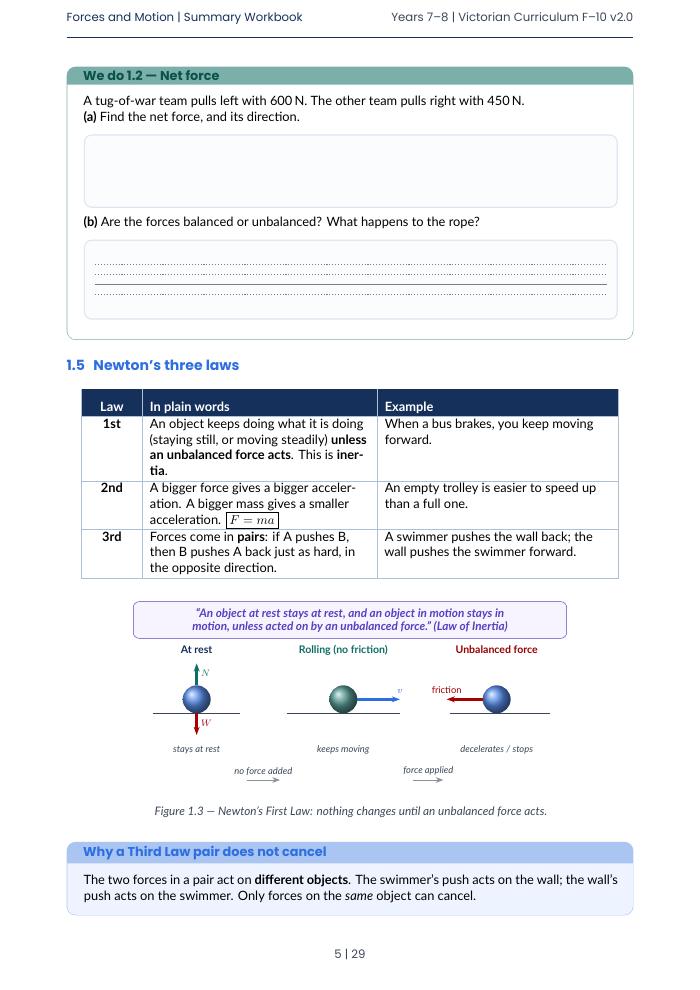 Forces and Motion | Summary Workbook Years 7–8 | Victorian Curriculum F–10 v2.0
We do 1.2 — Net force
A tug-of-war team pulls left with 600 N. The other team pulls right with 450 N.
(a) Find the net force, and its direction.
(b) Are the forces balanced or unbalanced? What happens to the rope?
1.5 Newton's three laws
Law In plain words Example
1st An object keeps doing what it is doing When a bus brakes, you keep moving
(staying still, or moving steadily) unless forward.
an unbalanced force acts. This is iner-
tia.
2nd A bigger force gives a bigger acceler- An empty trolley is easier to speed up
ation. A bigger mass gives a smaller than a full one.
acceleration. F = ma
3rd Forces come in pairs: if A pushes B, A swimmer pushes the wall back; the
then B pushes A back just as hard, in wall pushes the swimmer forward.
the opposite direction.
"An object at rest stays at rest, and an object in motion stays in
motion, unless acted on by an unbalanced force." (Law of Inertia)
At rest Rolling (no friction) Unbalanced force
N
v friction
W
stays at rest keeps moving decelerates / stops
no force added force applied
Figure 1.3 — Newton's First Law: nothing changes until an unbalanced force acts.
Why a Third Law pair does not cancel
The two forces in a pair act on different objects. The swimmer's push acts on the wall; the wall's
push acts on the swimmer. Only forces on the same object can cancel.
5 | 29